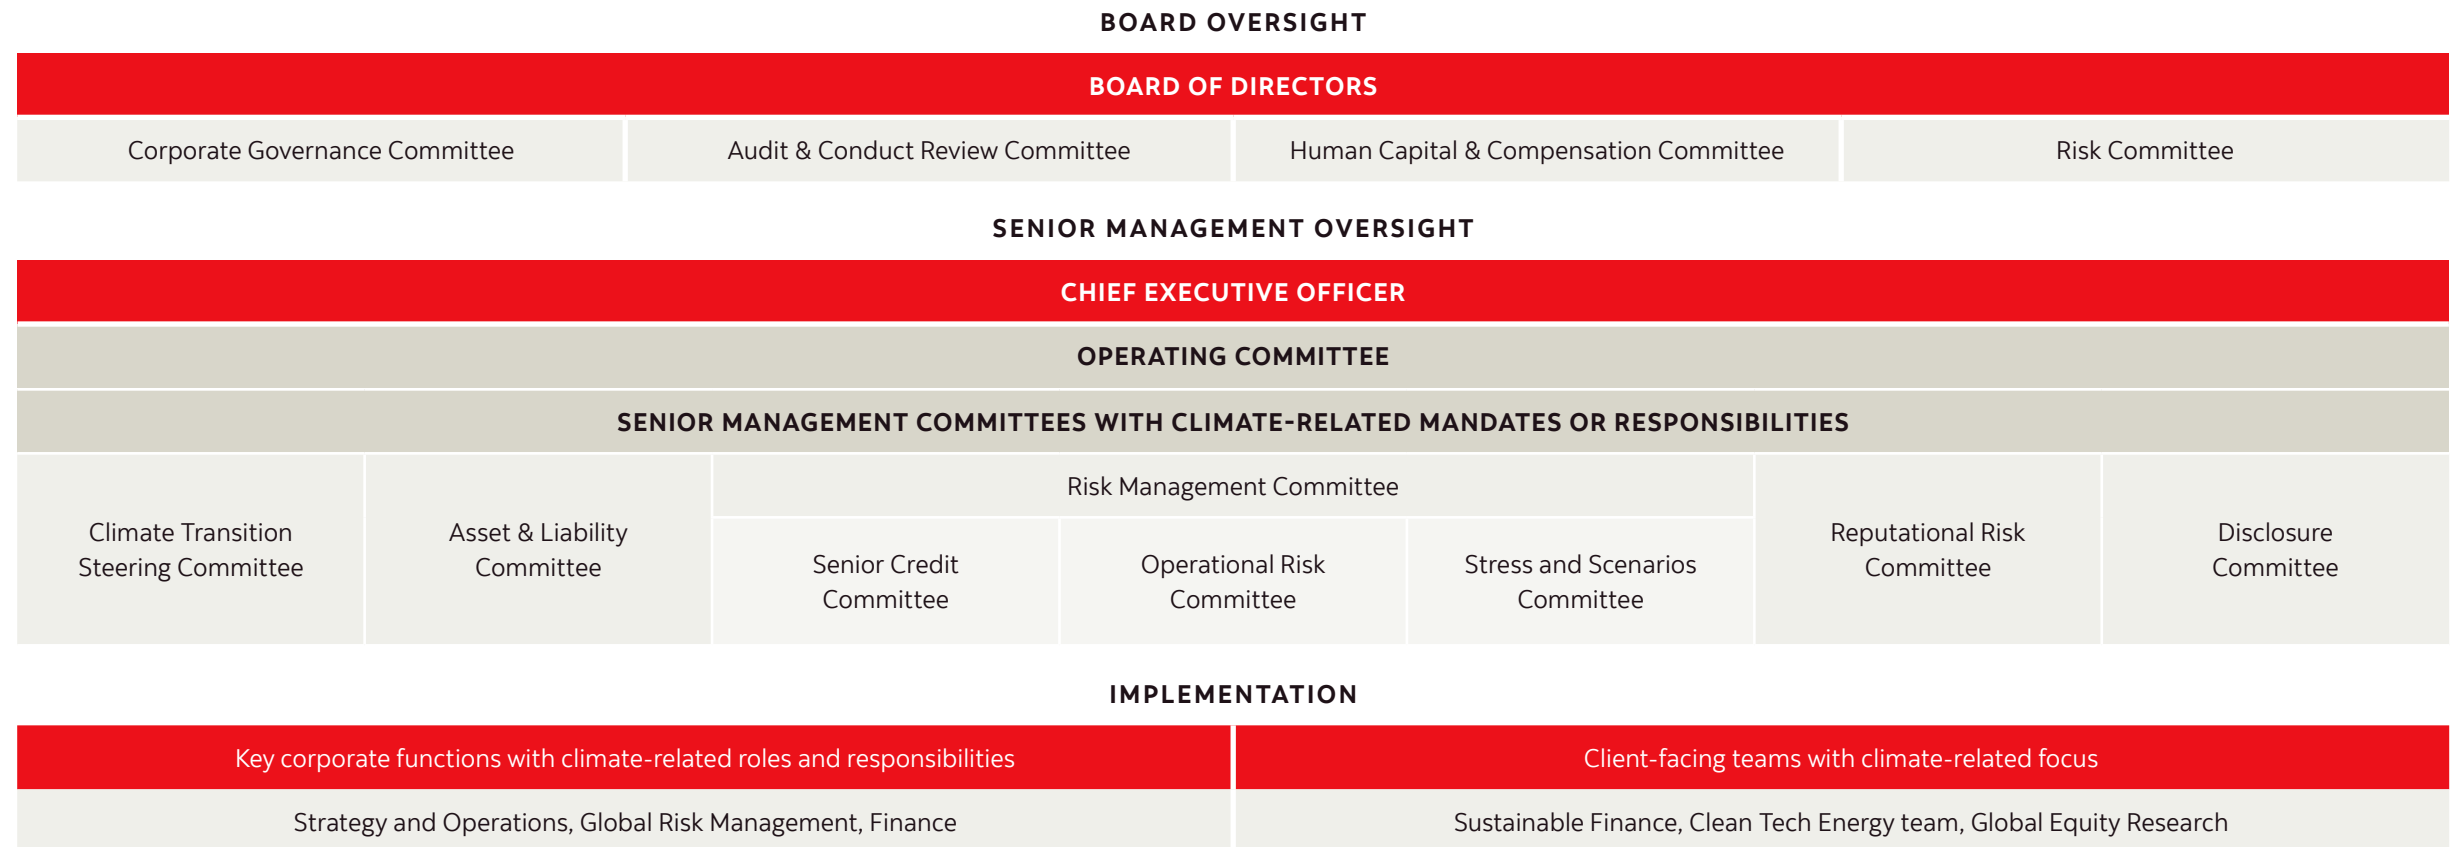 BOARD OVERSIGHT
BOARD OF DIRECTORS
Corporate Governance Committee
Audit & Conduct Review Committee
Human Capital & Compensation Committee
Risk Committee
SENIOR MANAGEMENT OVERSIGHT
CHIEF EXECUTIVE OFFICER
OPERATING COMMITTEE
SENIOR MANAGEMENT COMMITTEES WITH CLIMATE-RELATED MANDATES OR RESPONSIBILITIES
Climate Transition
Steering Committee
Asset & Liability
Committee
Risk Management Committee
Senior Credit
Committee
Operational Risk
Committee
Stress and Scenarios
Committee
Reputational Risk
Committee
Disclosure
Committee
IMPLEMENTATION
Key corporate functions with climate-related roles and responsibilities
Strategy and Operations, Global Risk Management, Finance
Client-facing teams with climate-related focus
Sustainable Finance, Clean Tech Energy team, Global Equity Research